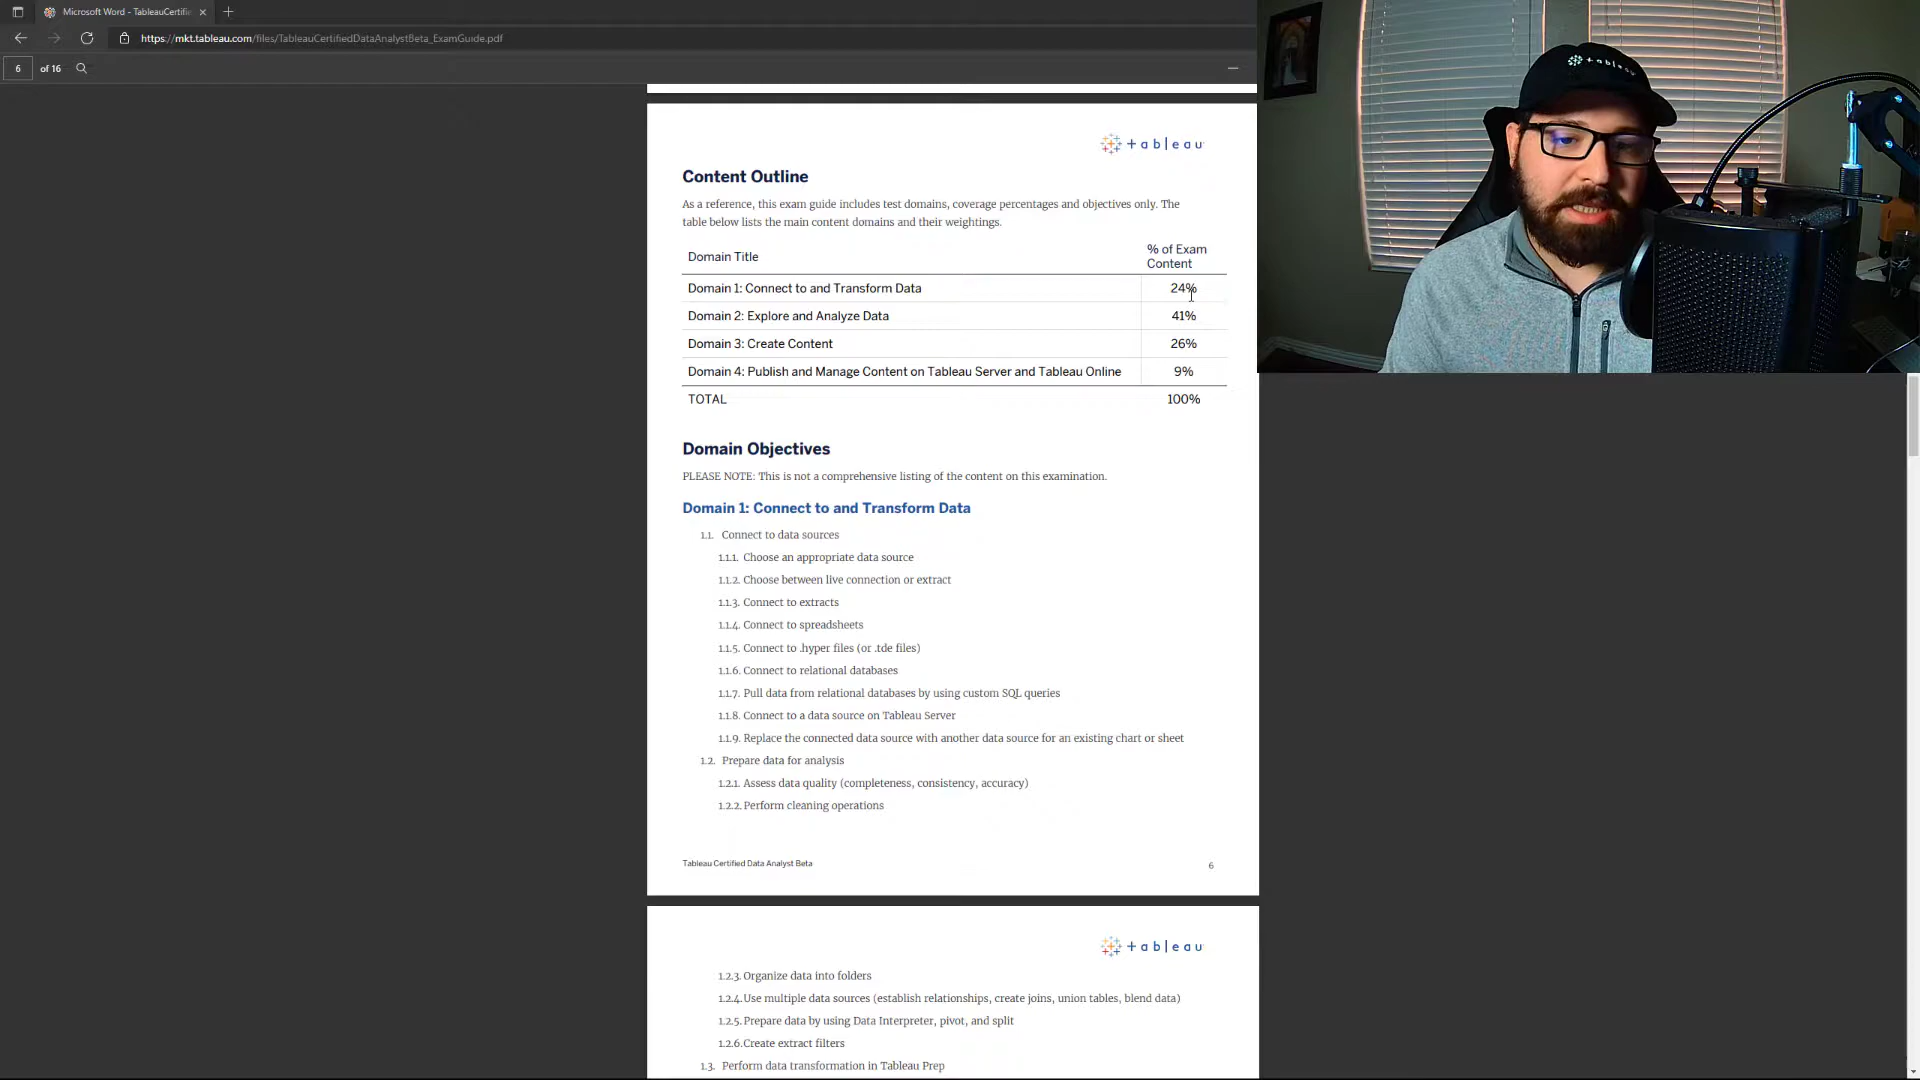 Microsoft Word - TableauCertifie
https://mkt.tableau.com/files/TableauCertifiedDataAnalystBeta_ExamGuide.pdf
6 of 16
tableau
tableau
Content Outline
As a reference, this exam guide includes test domains, coverage percentages and objectives only. The
table below lists the main content domains and their weightings.
Domain Title % of Exam
Content
Domain 1: Connect to and Transform Data 24%
Domain 2: Explore and Analyze Data 41%
Domain 3: Create Content 26%
Domain 4: Publish and Manage Content on Tableau Server and Tableau Online 9%
TOTAL 100%
Domain Objectives
PLEASE NOTE: This is not a comprehensive listing of the content on this examination.
Domain 1: Connect to and Transform Data
1.1. Connect to data sources
1.1.1. Choose an appropriate data source
1.1.2. Choose between live connection or extract
1.1.3. Connect to extracts
1.1.4. Connect to spreadsheets
1.1.5. Connect to .hyper files (or .tde files)
1.1.6. Connect to relational databases
1.1.7. Pull data from relational databases by using custom SQL queries
1.1.8. Connect to a data source on Tableau Server
1.1.9. Replace the connected data source with another data source for an existing chart or sheet
1.2. Prepare data for analysis
1.2.1. Assess data quality (completeness, consistency, accuracy)
1.2.2. Perform cleaning operations
Tableau Certified Data Analyst Beta 6
tableau
1.2.3. Organize data into folders
1.2.4. Use multiple data sources (establish relationships, create joins, union tables, blend data)
1.2.5. Prepare data by using Data Interpreter, pivot, and split
1.2.6. Create extract filters
1.3. Perform data transformation in Tableau Prep